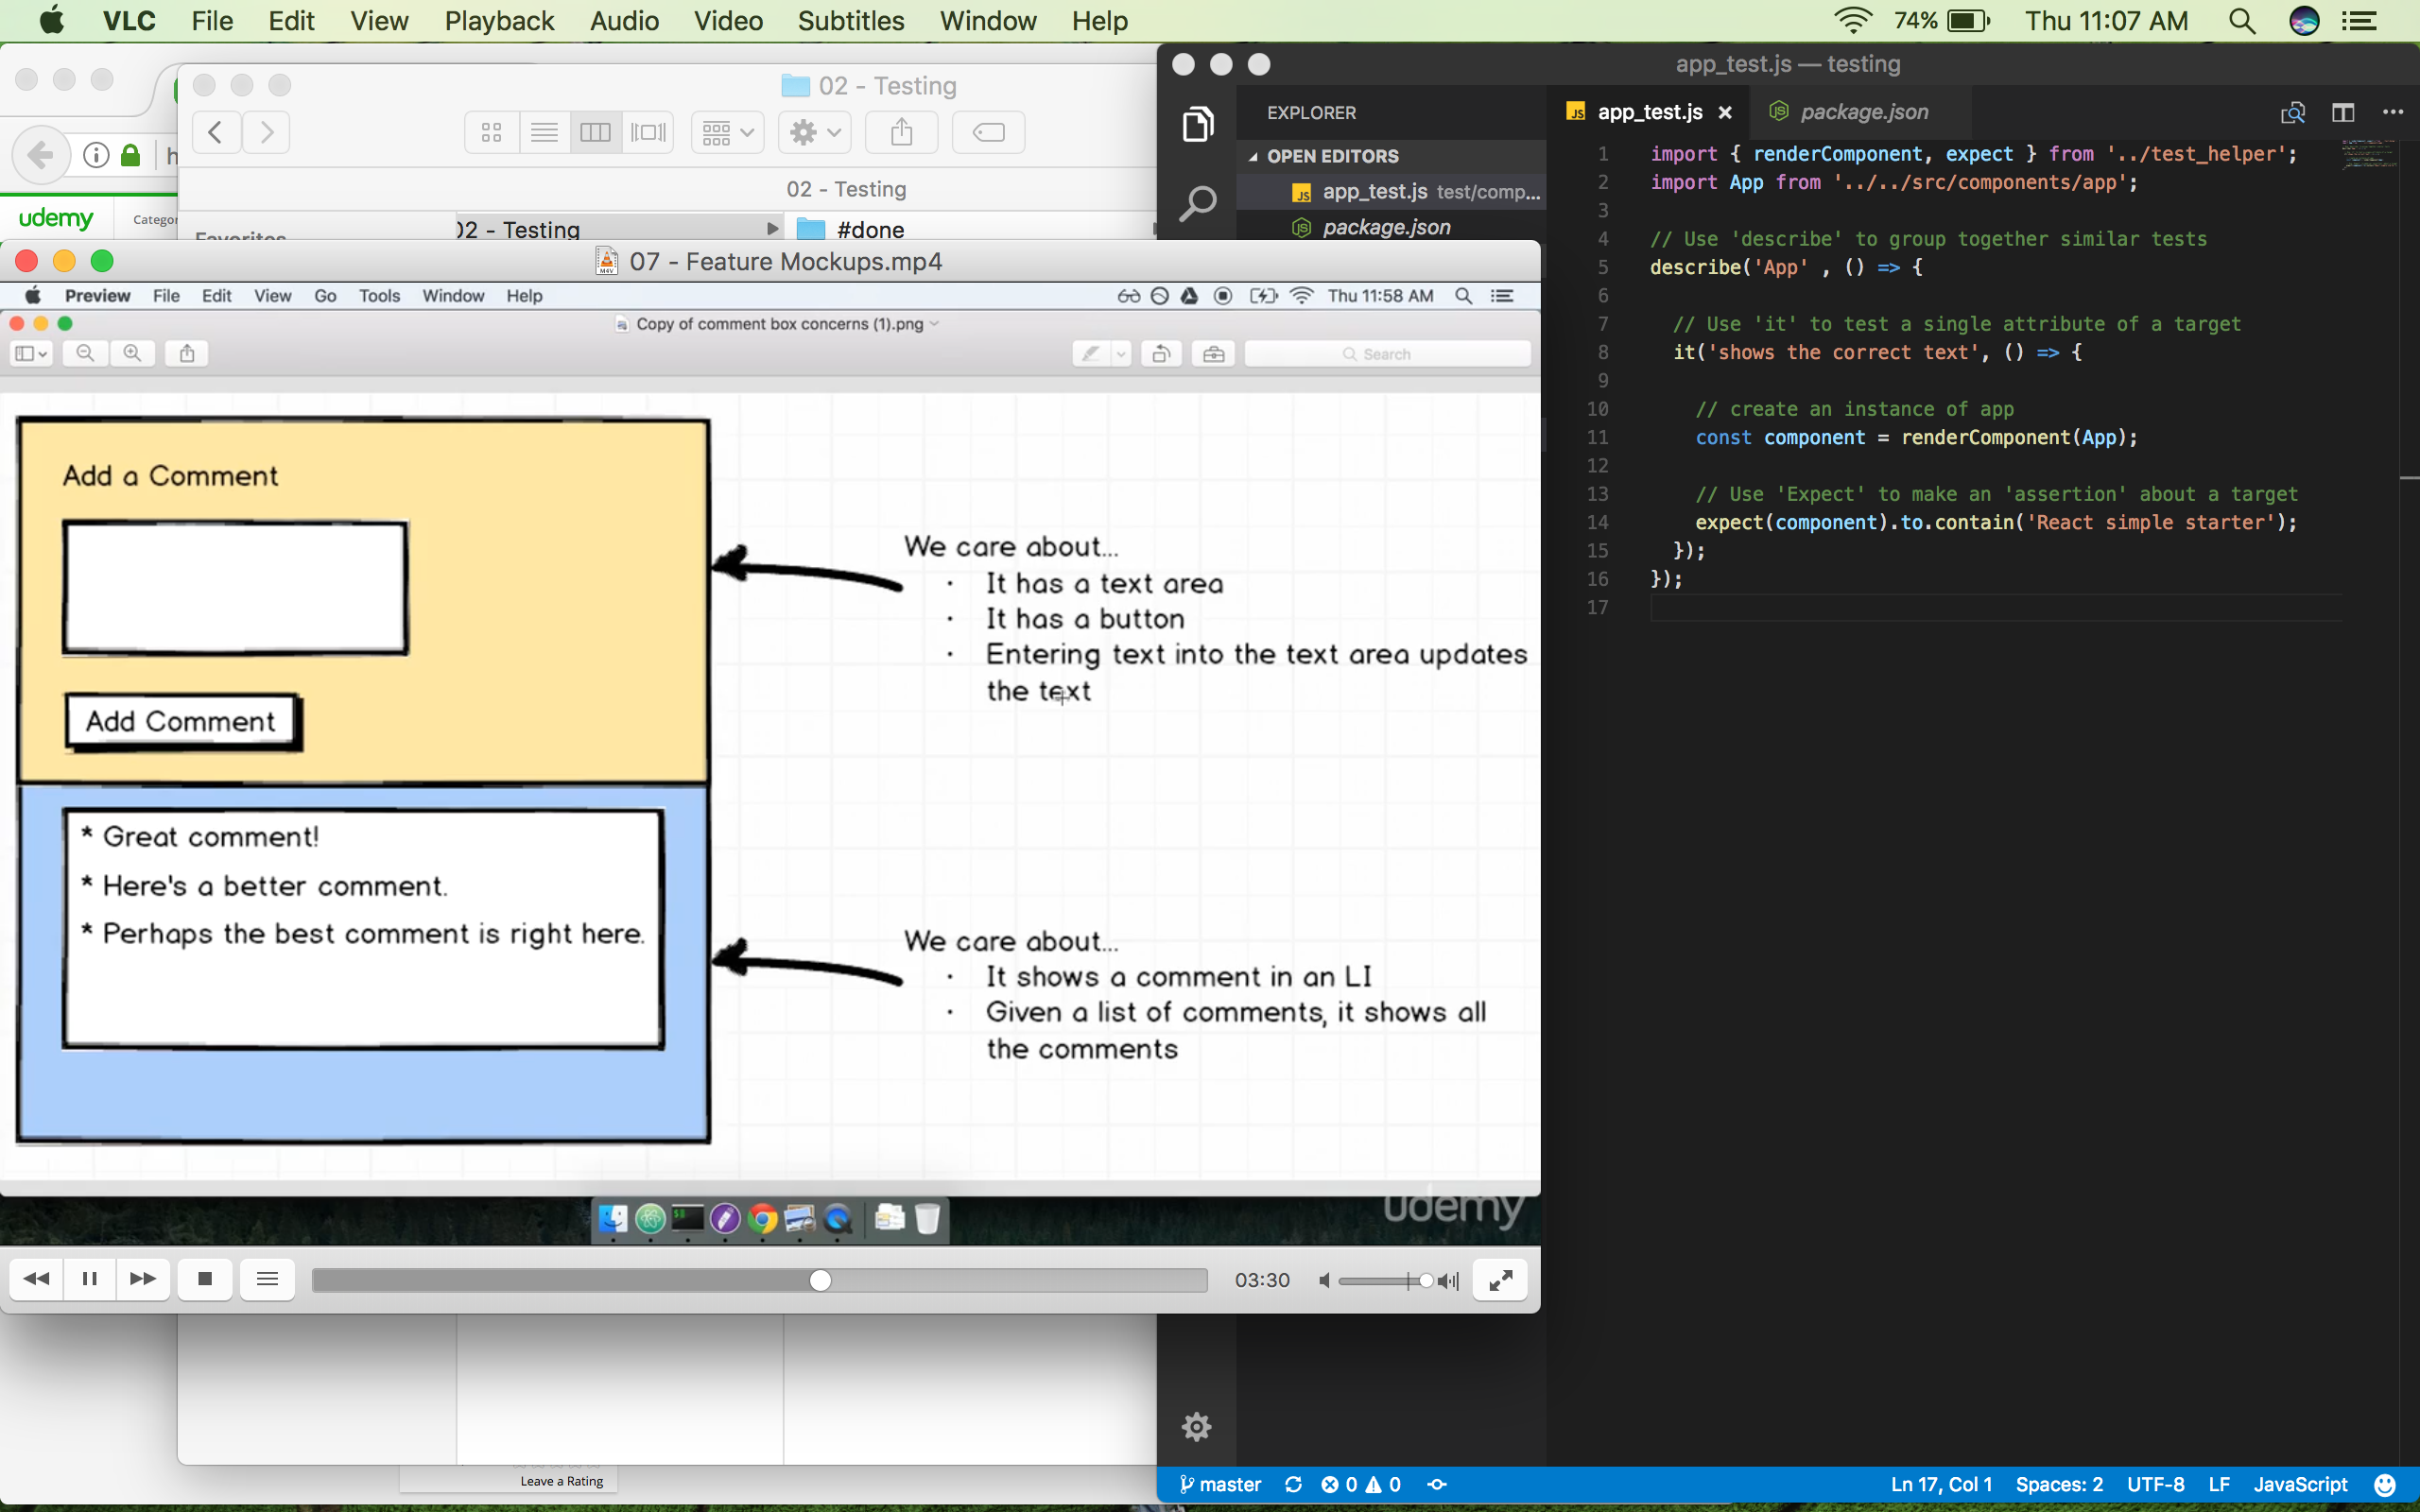 VLC File Edit View Playback Audio Video Subtitles Window Help 74% Thu 11:07 AM
02 - Testing
02 - Testing
udemy
Favorites
02 - Testing
#done
07 - Feature Mockups.mp4
Preview File Edit View Go Tools Window Help Thu 11:58 AM
Copy of comment box concerns (1).png
Search
Add a Comment
Add Comment
We care about...
· It has a text area
· It has a button
· Entering text into the text area updates
the text
* Great comment!
* Here's a better comment.
* Perhaps the best comment is right here.
We care about...
· It shows a comment in an LI
· Given a list of comments, it shows all
the comments
udemy
03:30
Leave a Rating
app_test.js — testing
EXPLORER
OPEN EDITORS
JS app_test.js test/comp...
package.json
JS app_test.js × package.json
1 import { renderComponent, expect } from '../test_helper';
2 import App from '../../src/components/app';
3
4 // Use 'describe' to group together similar tests
5 describe('App' , () => {
6
7 // Use 'it' to test a single attribute of a target
8 it('shows the correct text', () => {
9
10 // create an instance of app
11 const component = renderComponent(App);
12
13 // Use 'Expect' to make an 'assertion' about a target
14 expect(component).to.contain('React simple starter');
15 });
16 });
17
master 0 0 Ln 17, Col 1 Spaces: 2 UTF-8 LF JavaScript